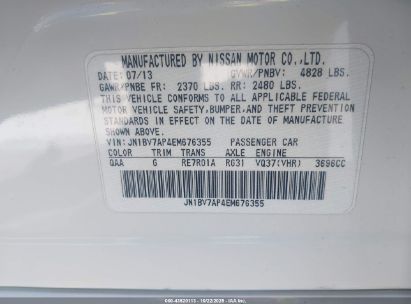 MANUFACTURED BY NISSAN MOTOR CO.,LTD.
DATE: 07/13 GVWR/PNBV: 4828 LBS.
GAWR/PNBE FR: 2370 LBS. RR: 2480 LBS.
THIS VEHICLE CONFORMS TO ALL APPLICABLE FEDERAL
MOTOR VEHICLE SAFETY,BUMPER,AND THEFT PREVENTION
STANDARDS IN EFFECT ON THE DATE OF MANUFACTURE
SHOWN ABOVE.
VIN: JN1BV7AP4EM676355 PASSENGER CAR
COLOR TRIM TRANS AXLE ENGINE
QAA G RE7R01A RG31 VQ37(VHR) 3696CC
JN1BV7AP4EM676355